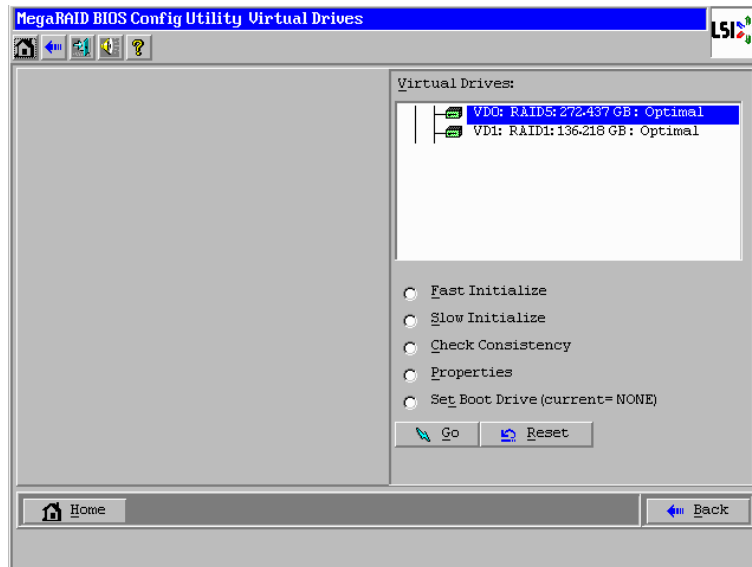 MegaRAID BIOS Config Utility Virtual Drives
LSI
?
Virtual Drives:
VD0: RAID5: 272.437 GB: Optimal
VD1: RAID1: 136.218 GB: Optimal
Fast Initialize
Slow Initialize
Check Consistency
Properties
Set Boot Drive (current= NONE)
Go
Reset
Home
Back